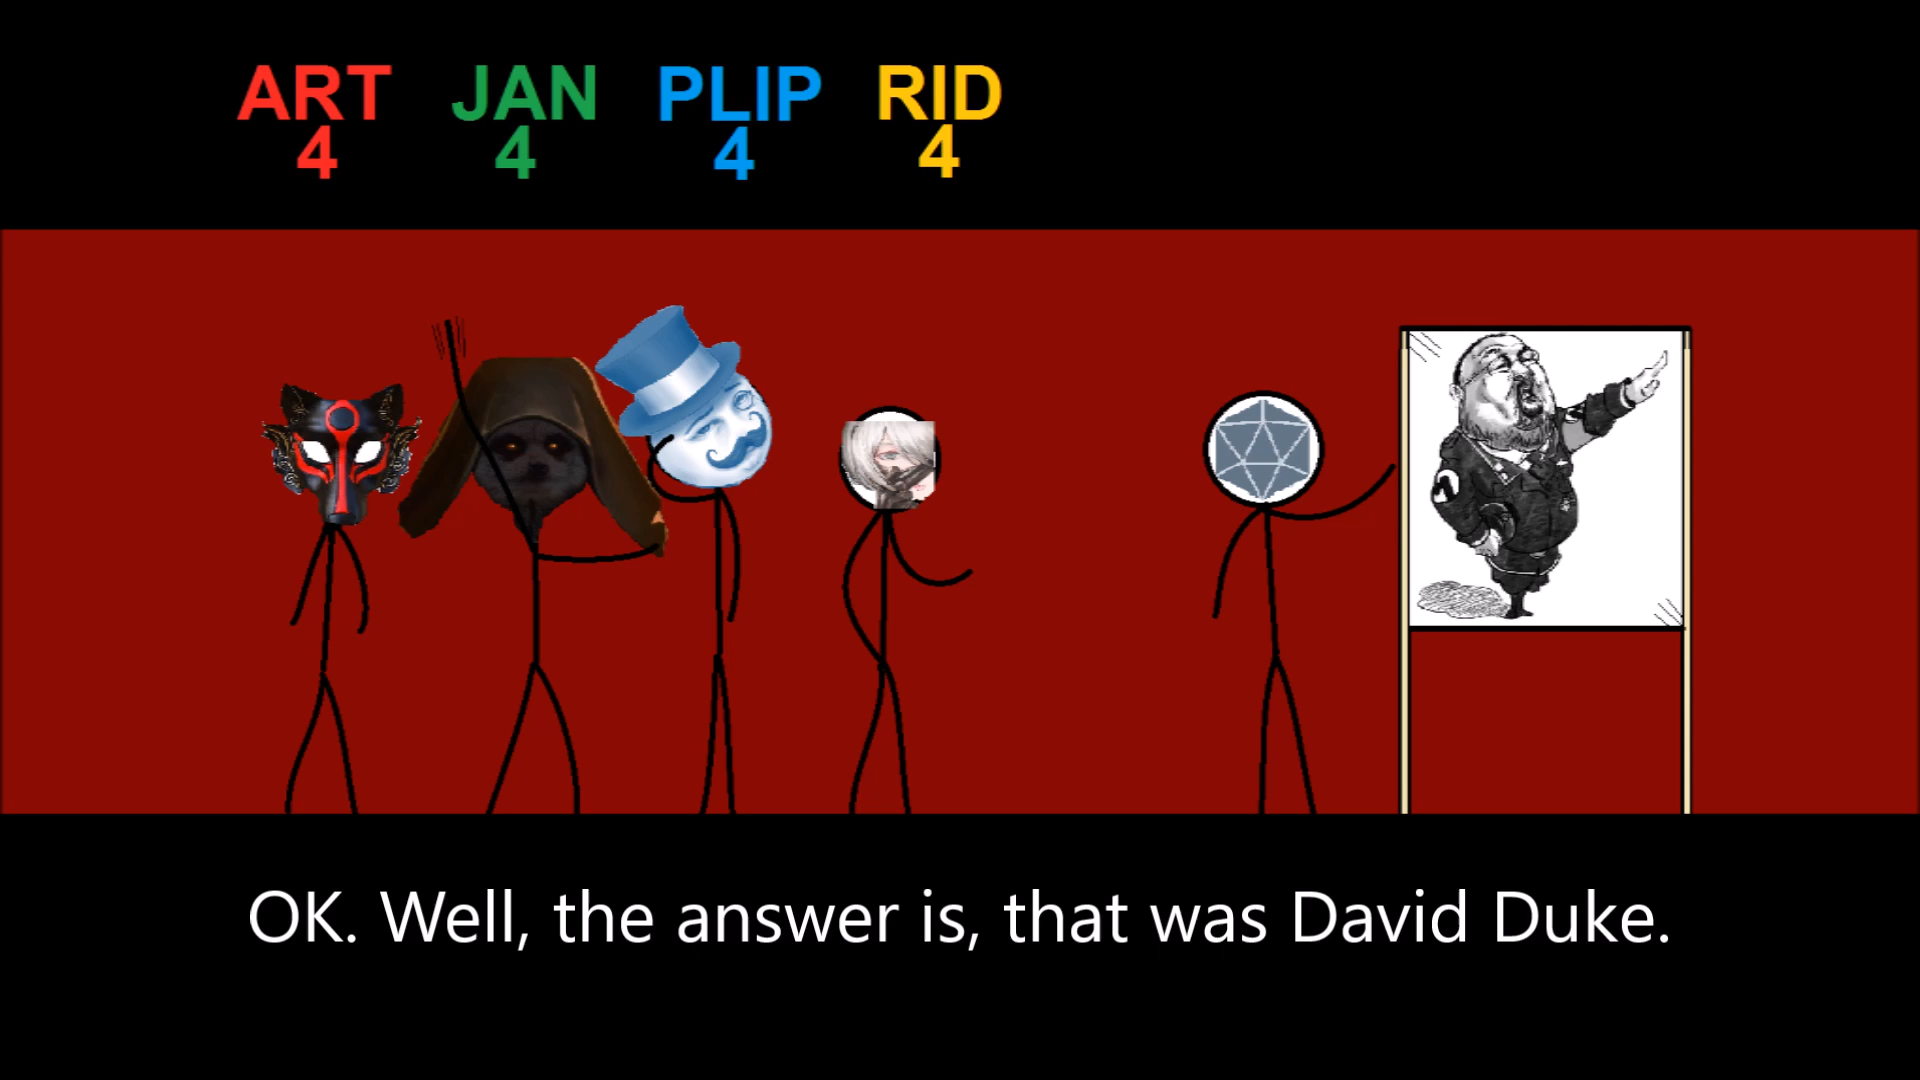 ART JAN PLIP RID
4 4 4 4
OK. Well, the answer is, that was David Duke.